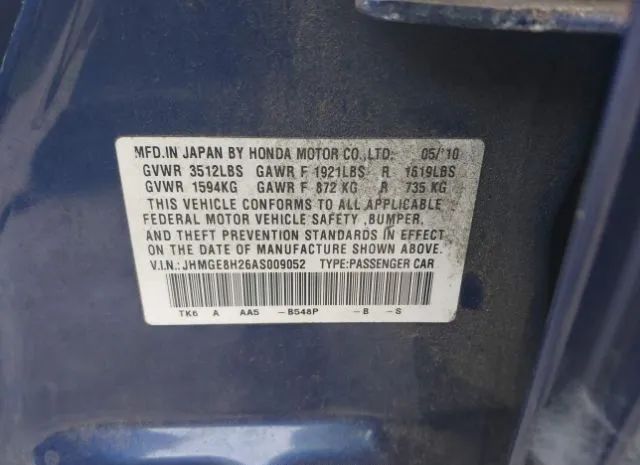 MFD.IN JAPAN BY HONDA MOTOR CO.,LTD. 05/'10
GVWR 3512LBS GAWR F 1921LBS R 1619LBS
GVWR 1594KG GAWR F 872 KG R 735 KG
THIS VEHICLE CONFORMS TO ALL APPLICABLE
FEDERAL MOTOR VEHICLE SAFETY ,BUMPER,
AND THEFT PREVENTION STANDARDS IN EFFECT
ON THE DATE OF MANUFACTURE SHOWN ABOVE.
V.I.N.: JHMGE8H26AS009052 TYPE:PASSENGER CAR
TK6 A AA5 -B548P -B -S